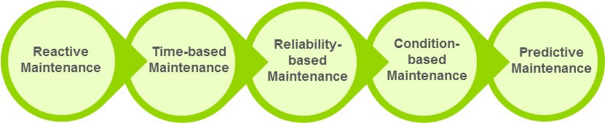 Reactive
Maintenance
Time-based
Maintenance
Reliability-
based
Maintenance
Condition-
based
Maintenance
Predictive
Maintenance